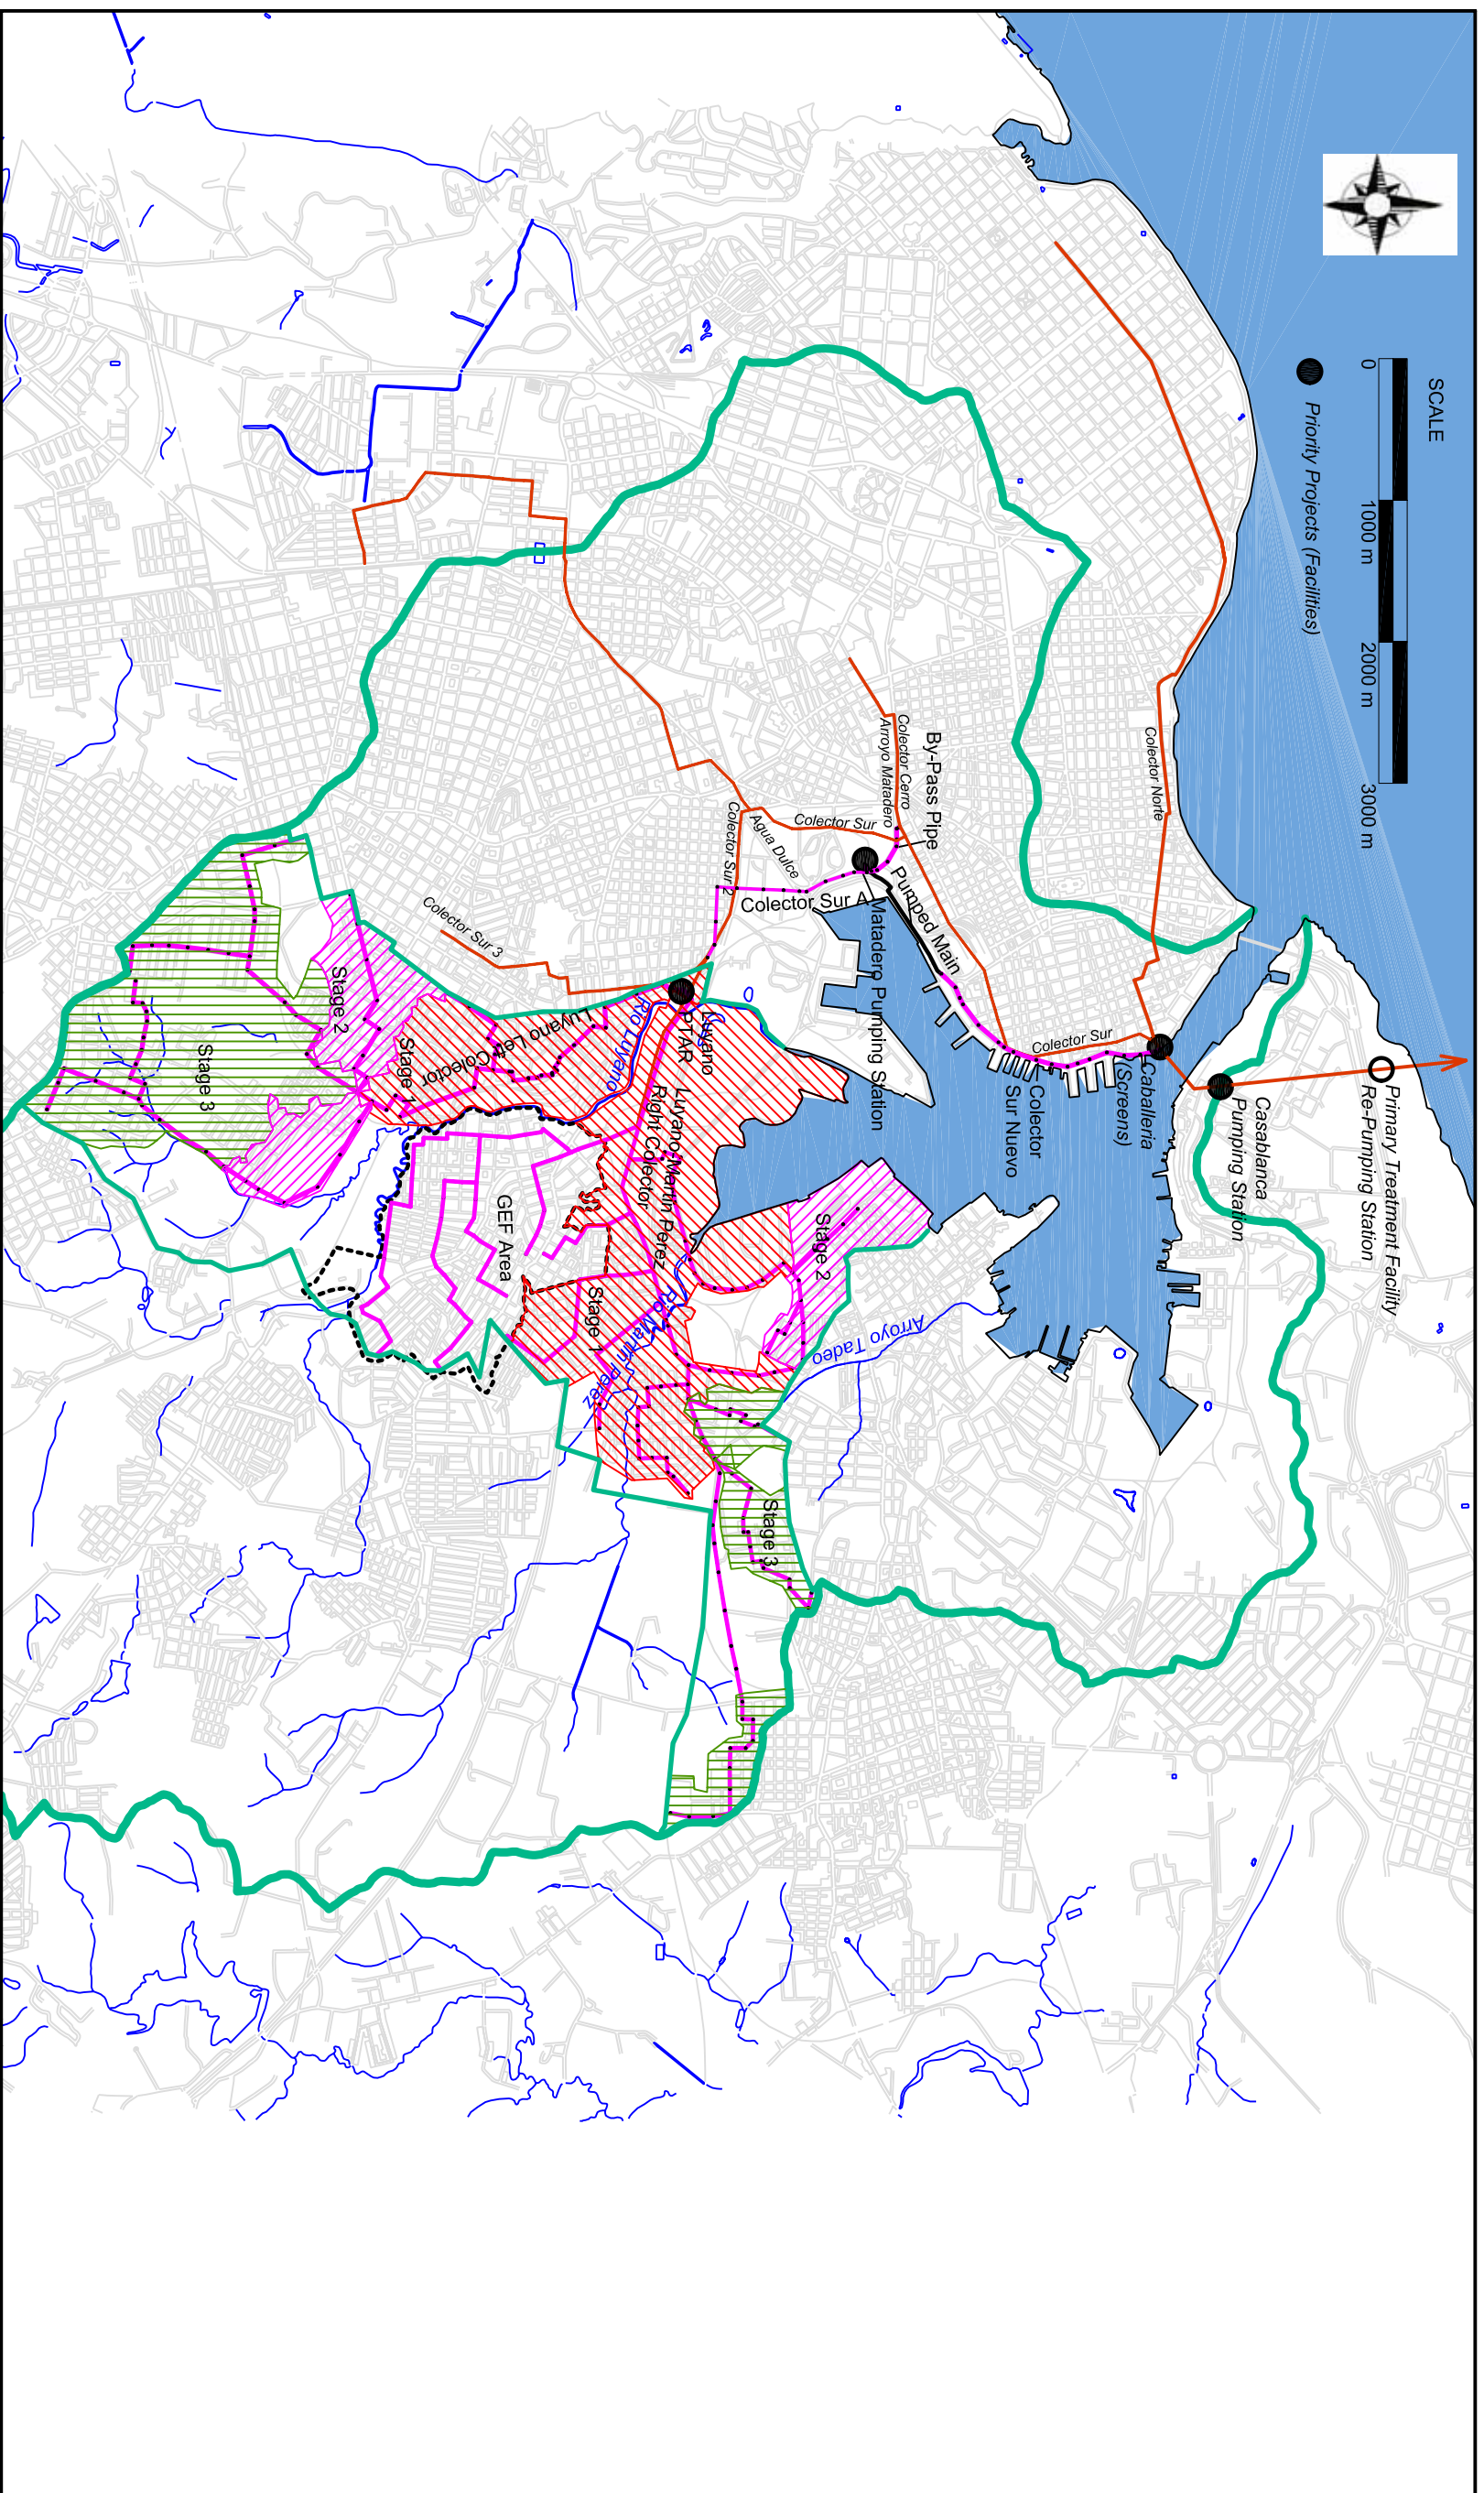 SCALE
0
1000 m
2000 m
3000 m
Priority Projects (Facilities)
Primary Treatment Facility
Re-Pumping Station
Casablanca
Pumping Station
Caballeria
(Screens)
Colector Norte
Colector Sur
Colector
Sur Nuevo
By-Pass Pipe
Colector Cerro
Arroyo Matadero
Pumped Main
Matadero Pumping Station
Colector Sur
Agua Dulce
Colector Sur A
Colector Sur 2
Colector Sur 3
Luyano
PTAR
Rio Luyano
Luyano Left Colector
Luyano-Martin Perez
Right Colector
Stage 1
Stage 2
Stage 3
GEF Area
Stage 1
Rio Martin Perez
Stage 2
Arroyo Tadeo
Stage 3